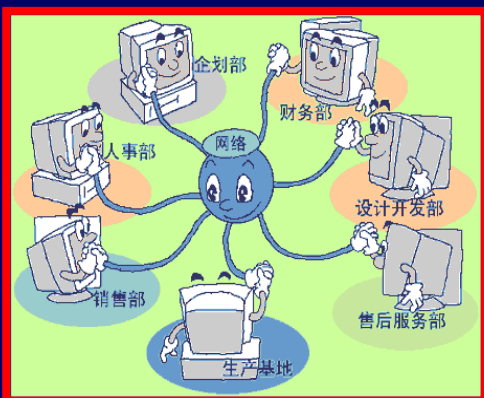 企划部
财务部
网络
人事部
设计开发部
销售部
售后服务部
生产基地